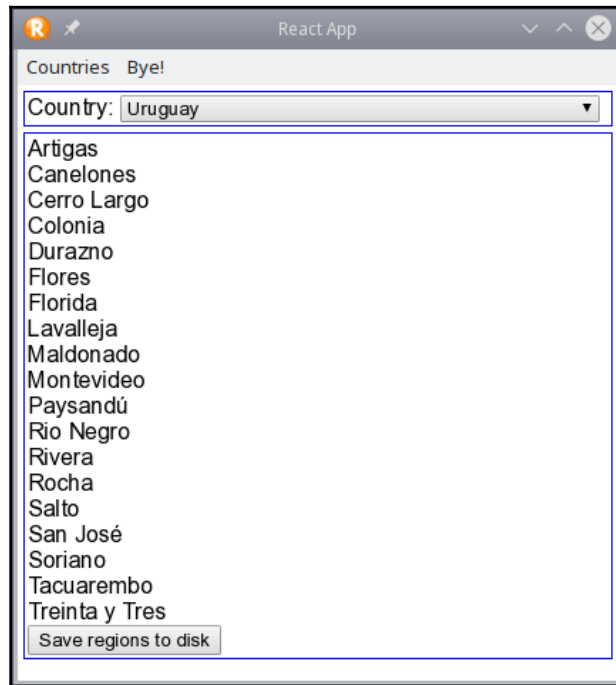 R React App
Countries Bye!
Country: Uruguay
Artigas
Canelones
Cerro Largo
Colonia
Durazno
Flores
Florida
Lavalleja
Maldonado
Montevideo
Paysandú
Rio Negro
Rivera
Rocha
Salto
San José
Soriano
Tacuarembo
Treinta y Tres
Save regions to disk